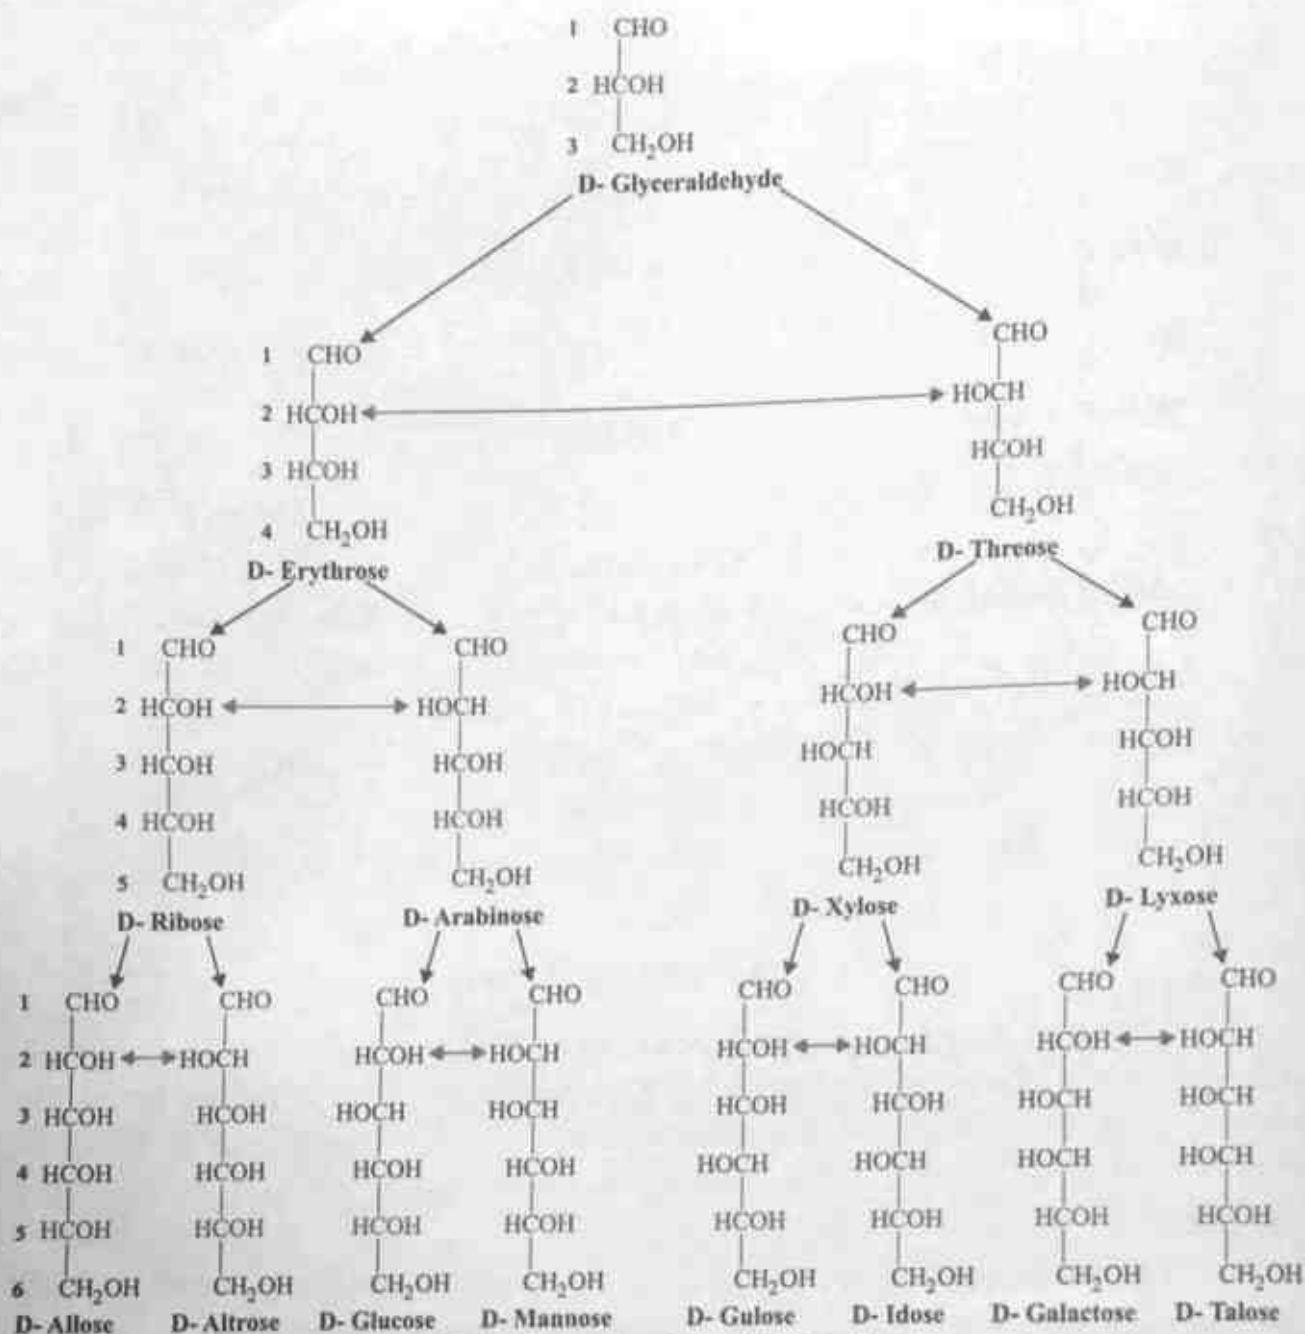 1 CHO
2 HCOH
3 CH₂OH
D- Glyceraldehyde
1 CHO CHO
2 HCOH HOCH
3 HCOH HCOH
4 CH₂OH CH₂OH
D- Erythrose D- Threose
1 CHO CHO CHO CHO
2 HCOH HOCH HCOH HOCH
3 HCOH HCOH HOCH HCOH
4 HCOH HCOH HCOH HCOH
5 CH₂OH CH₂OH CH₂OH CH₂OH
D- Ribose D- Arabinose D- Xylose D- Lyxose
1 CHO CHO CHO CHO CHO CHO CHO CHO
2 HCOH HOCH HCOH HOCH HCOH HOCH HCOH HOCH
3 HCOH HCOH HOCH HOCH HCOH HCOH HOCH HOCH
4 HCOH HCOH HCOH HCOH HOCH HOCH HOCH HOCH
5 HCOH HCOH HCOH HCOH HCOH HCOH HCOH HCOH
6 CH₂OH CH₂OH CH₂OH CH₂OH CH₂OH CH₂OH CH₂OH CH₂OH
D- Allose D- Altrose D- Glucose D- Mannose D- Gulose D- Idose D- Galactose D- Talose